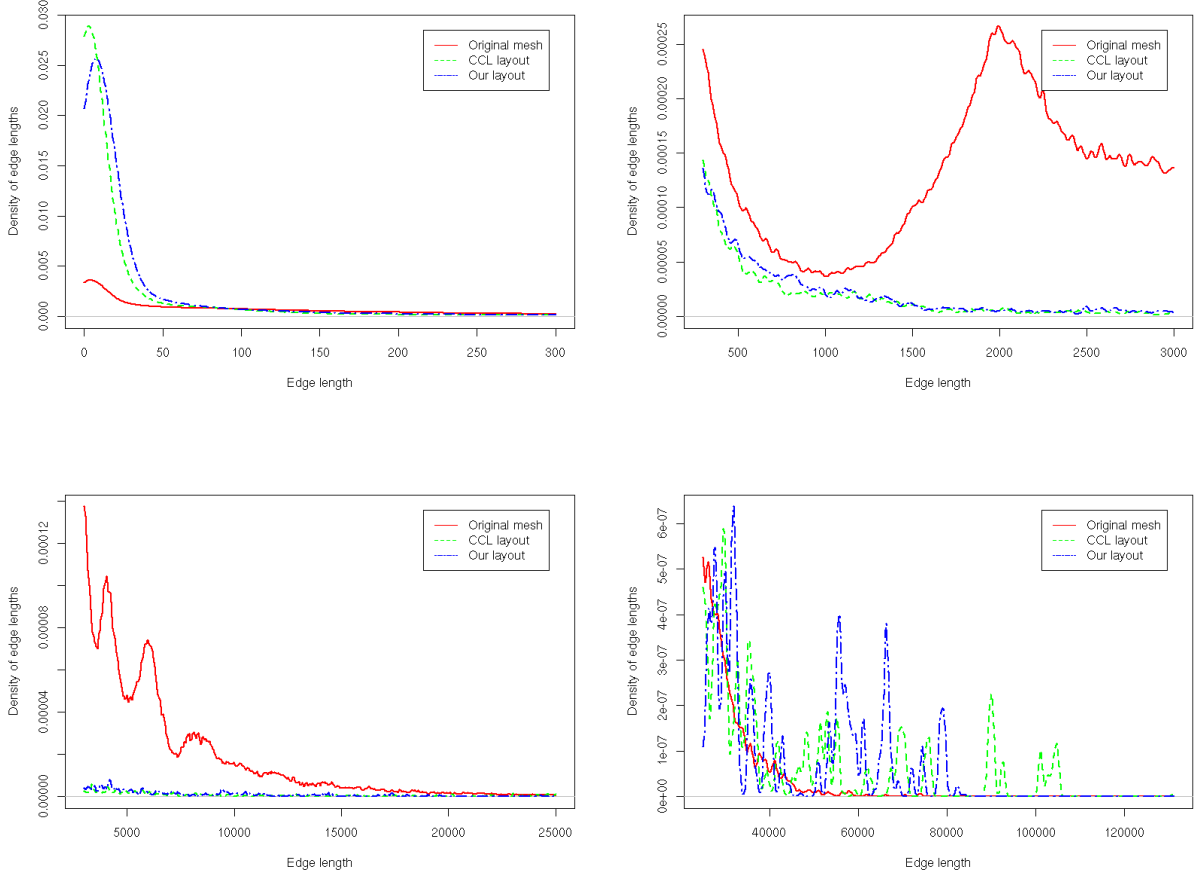 Density of edge lengths
0.000 0.005 0.010 0.015 0.020 0.025 0.030
Original mesh
CCL layout
Our layout
0 50 100 150 200 250 300
Edge length
Density of edge lengths
0.00000 0.00005 0.00010 0.00015 0.00020 0.00025
Original mesh
CCL layout
Our layout
500 1000 1500 2000 2500 3000
Edge length
Density of edge lengths
0.00000 0.00004 0.00008 0.00012
Original mesh
CCL layout
Our layout
5000 10000 15000 20000 25000
Edge length
Density of edge lengths
0e+00 1e-07 2e-07 3e-07 4e-07 5e-07 6e-07
Original mesh
CCL layout
Our layout
40000 60000 80000 100000 120000
Edge length